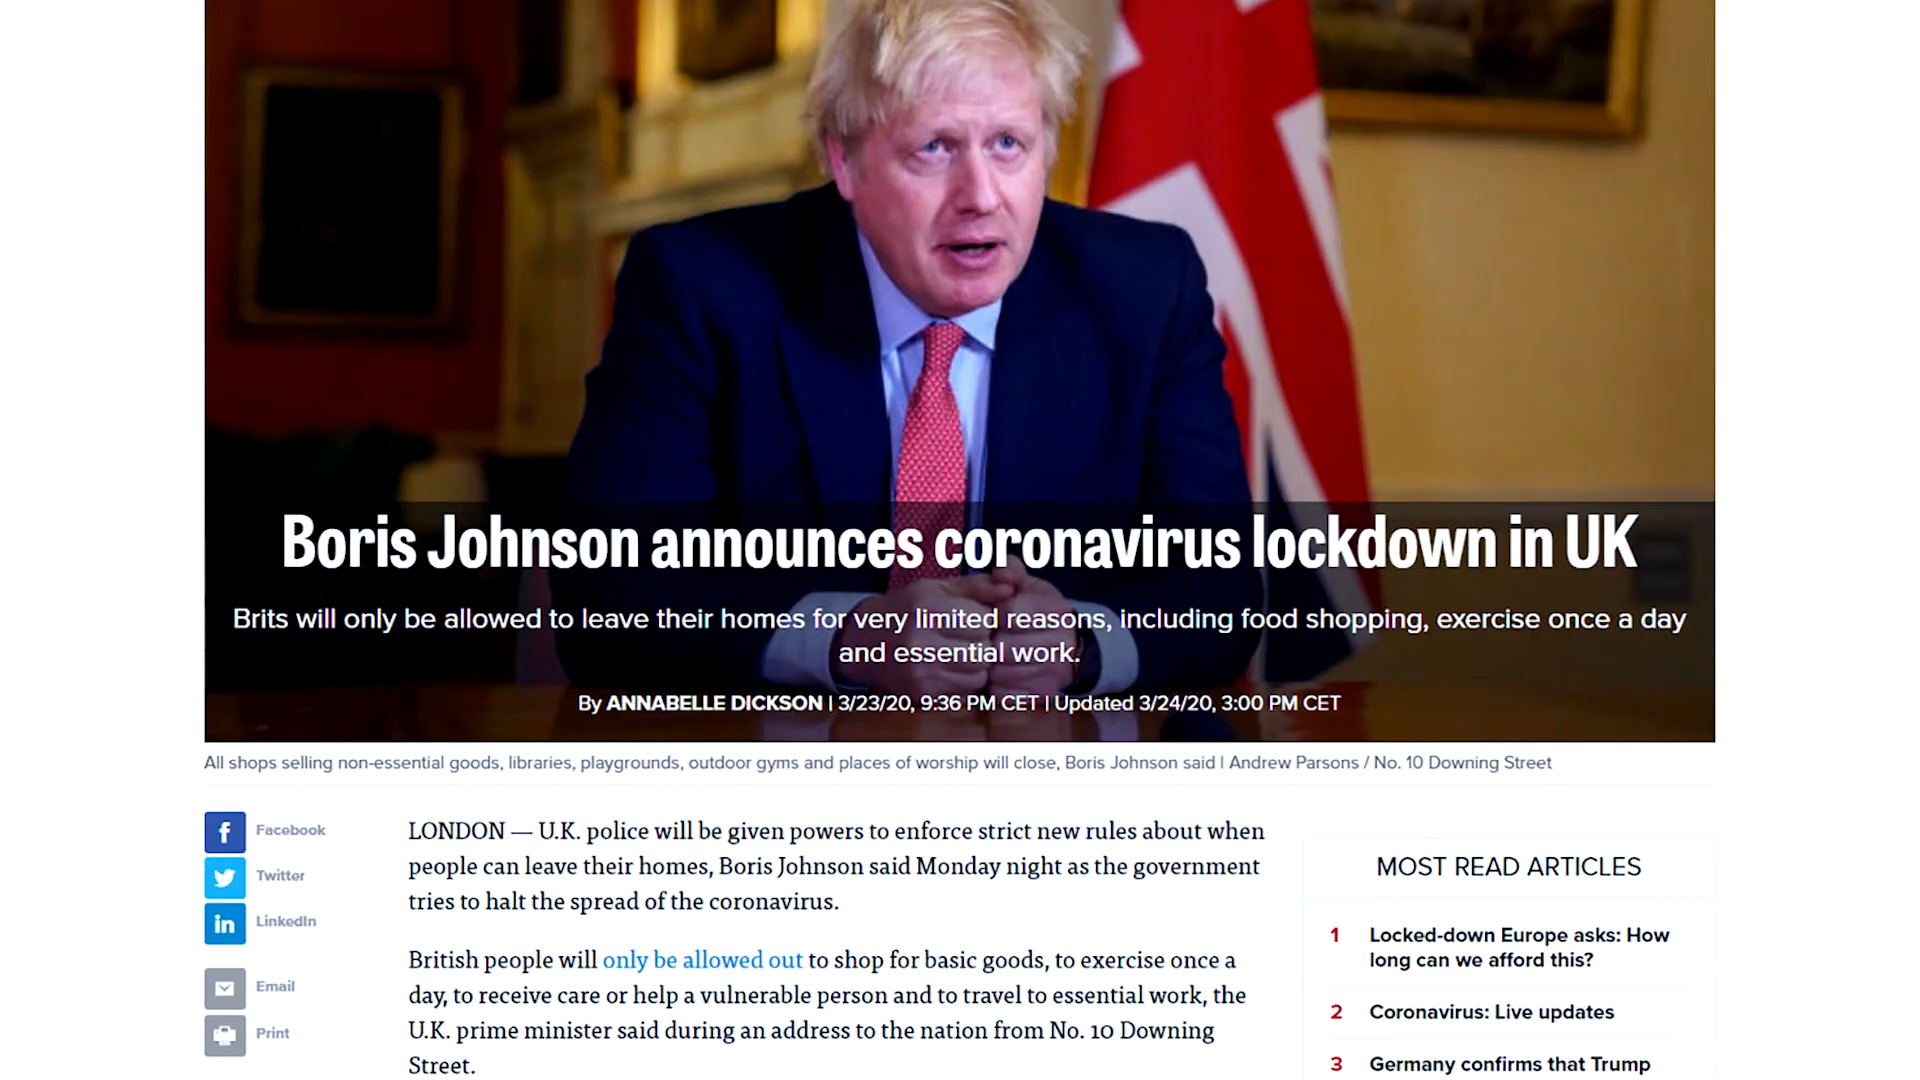 Boris Johnson announces coronavirus lockdown in UK
Brits will only be allowed to leave their homes for very limited reasons, including food shopping, exercise once a day
and essential work.
By ANNABELLE DICKSON | 3/23/20, 9:36 PM CET | Updated 3/24/20, 3:00 PM CET
All shops selling non-essential goods, libraries, playgrounds, outdoor gyms and places of worship will close, Boris Johnson said | Andrew Parsons / No. 10 Downing Street
Facebook
Twitter
LinkedIn
Email
Print
LONDON — U.K. police will be given powers to enforce strict new rules about when
people can leave their homes, Boris Johnson said Monday night as the government
tries to halt the spread of the coronavirus.
British people will only be allowed out to shop for basic goods, to exercise once a
day, to receive care or help a vulnerable person and to travel to essential work, the
U.K. prime minister said during an address to the nation from No. 10 Downing
Street.
MOST READ ARTICLES
1 Locked-down Europe asks: How
long can we afford this?
2 Coronavirus: Live updates
3 Germany confirms that Trump